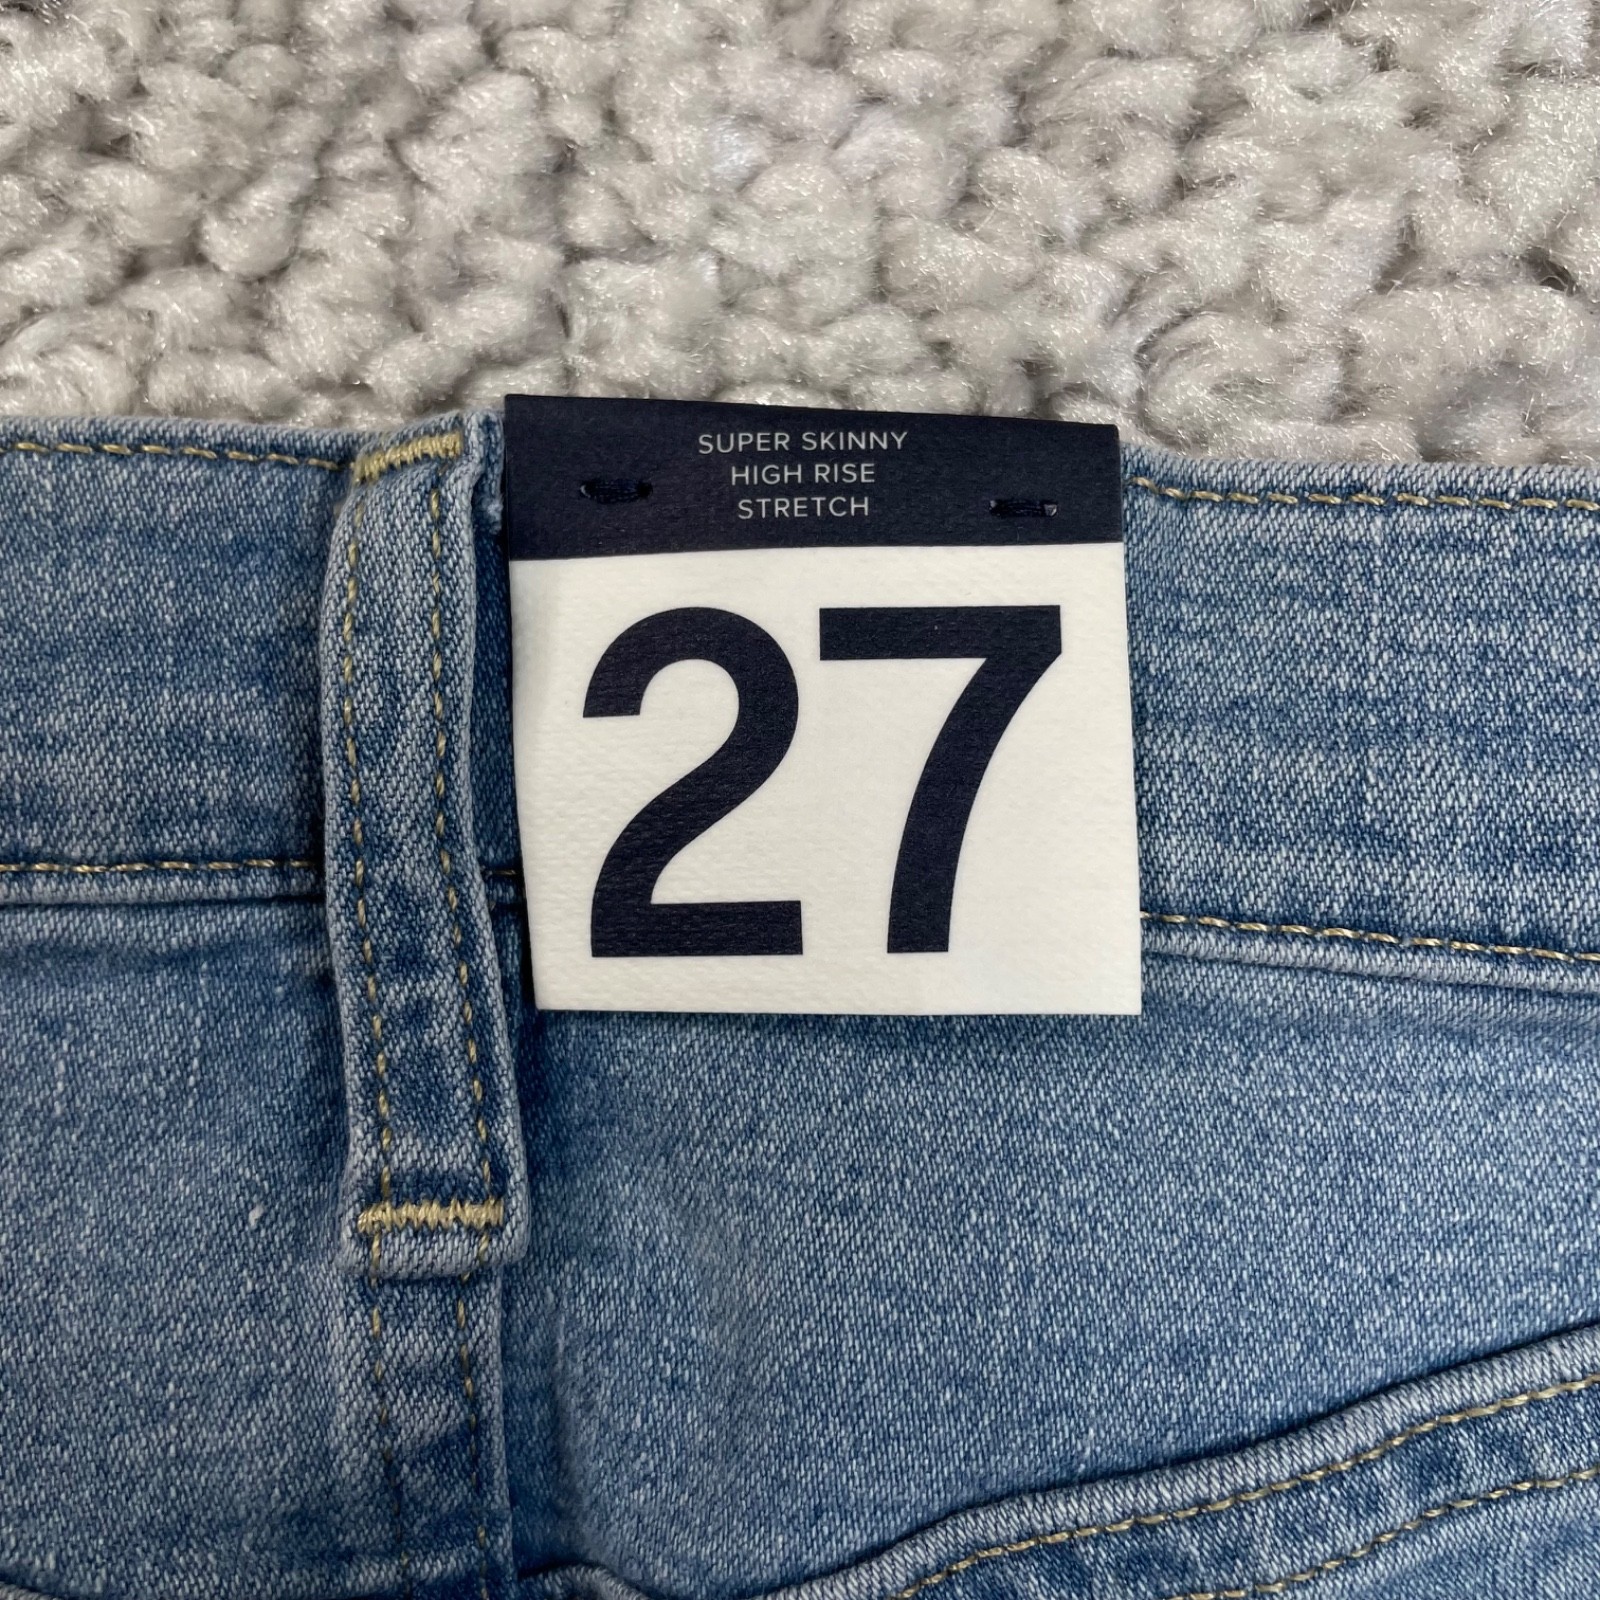 SUPER SKINNY
HIGH RISE
STRETCH
27